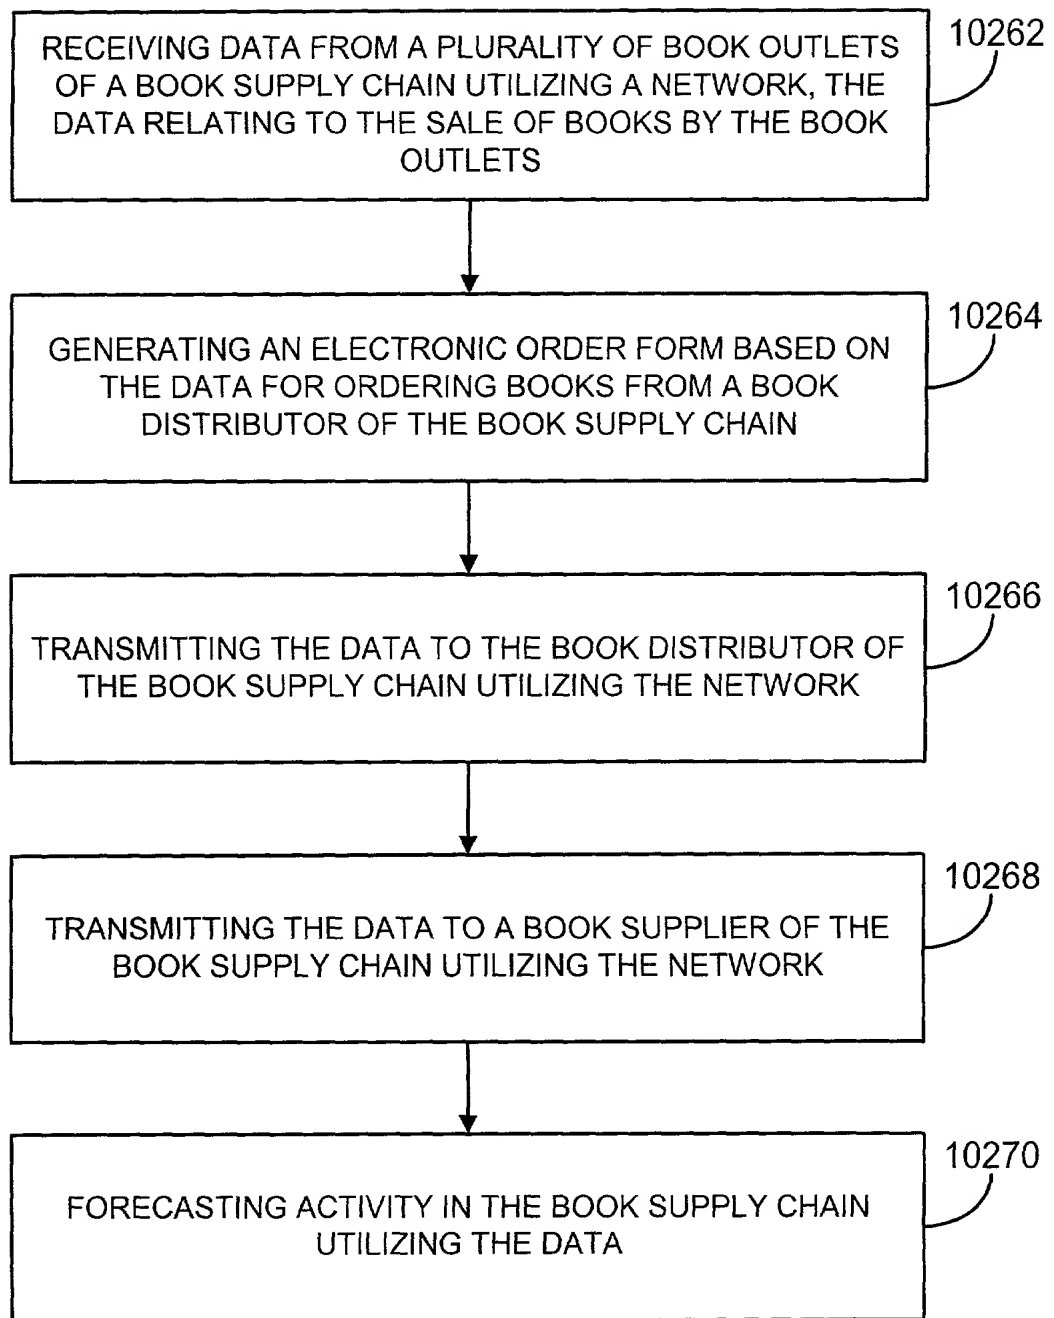 RECEIVING DATA FROM A PLURALITY OF BOOK OUTLETS
OF A BOOK SUPPLY CHAIN UTILIZING A NETWORK, THE
DATA RELATING TO THE SALE OF BOOKS BY THE BOOK
OUTLETS
10262
GENERATING AN ELECTRONIC ORDER FORM BASED ON
THE DATA FOR ORDERING BOOKS FROM A BOOK
DISTRIBUTOR OF THE BOOK SUPPLY CHAIN
10264
TRANSMITTING THE DATA TO THE BOOK DISTRIBUTOR OF
THE BOOK SUPPLY CHAIN UTILIZING THE NETWORK
10266
TRANSMITTING THE DATA TO A BOOK SUPPLIER OF THE
BOOK SUPPLY CHAIN UTILIZING THE NETWORK
10268
FORECASTING ACTIVITY IN THE BOOK SUPPLY CHAIN
UTILIZING THE DATA
10270